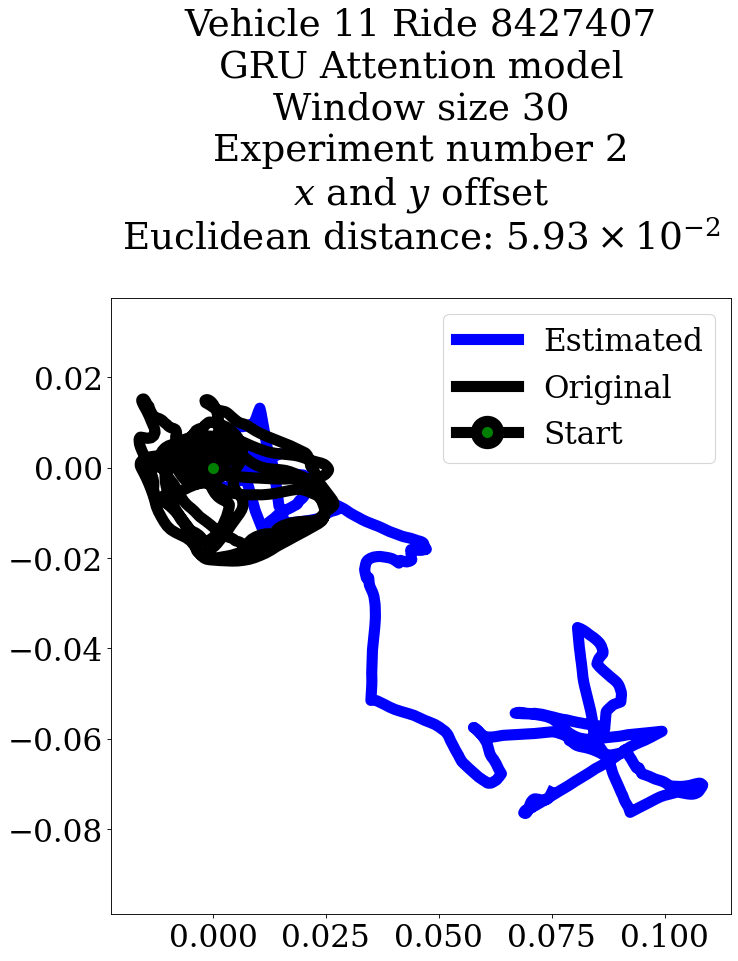 Vehicle 11 Ride 8427407
GRU Attention model
Window size 30
Experiment number 2
x and y offset
Euclidean distance: 5.93 × 10⁻²
Estimated
Original
Start
0.02
0.00
−0.02
−0.04
−0.06
−0.08
0.000 0.025 0.050 0.075 0.100